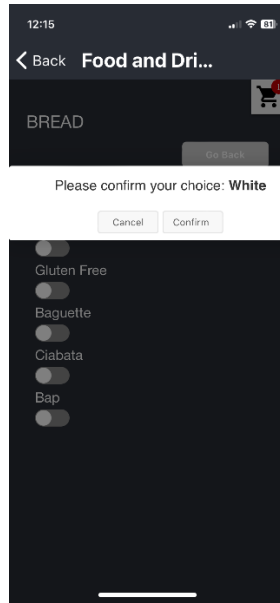 12:15
81
Back Food and Dri...
BREAD
Go Back
Please confirm your choice: White
Cancel Confirm
Gluten Free
Baguette
Ciabata
Bap